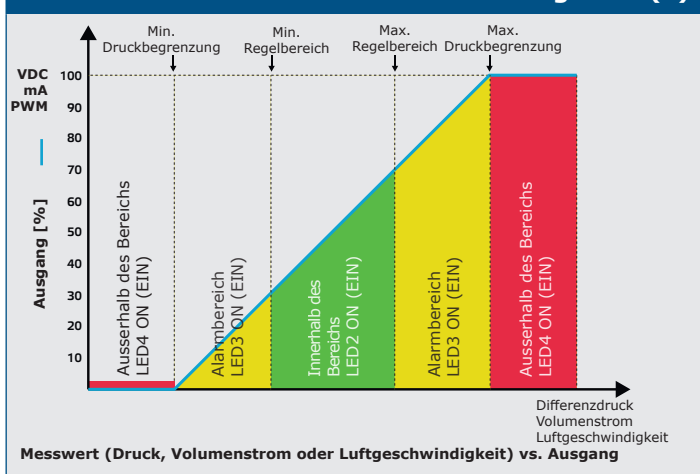 Min.
Druckbegrenzung
Min.
Regelbereich
Max.
Regelbereich
Max.
Druckbegrenzung
VDC
mA
PWM
Ausgang [%]
100
90
80
70
60
50
40
30
20
10
Ausserhalb des Bereichs
LED4 ON (EIN)
Alarmbereich
LED3 ON (EIN)
Innerhalb des
Bereichs
LED2 ON (EIN)
Alarmbereich
LED3 ON (EIN)
Ausserhalb des Bereichs
LED4 ON (EIN)
Differenzdruck
Volumenstrom
Luftgeschwindigkeit
Messwert (Druck, Volumenstrom oder Luftgeschwindigkeit) vs. Ausgang